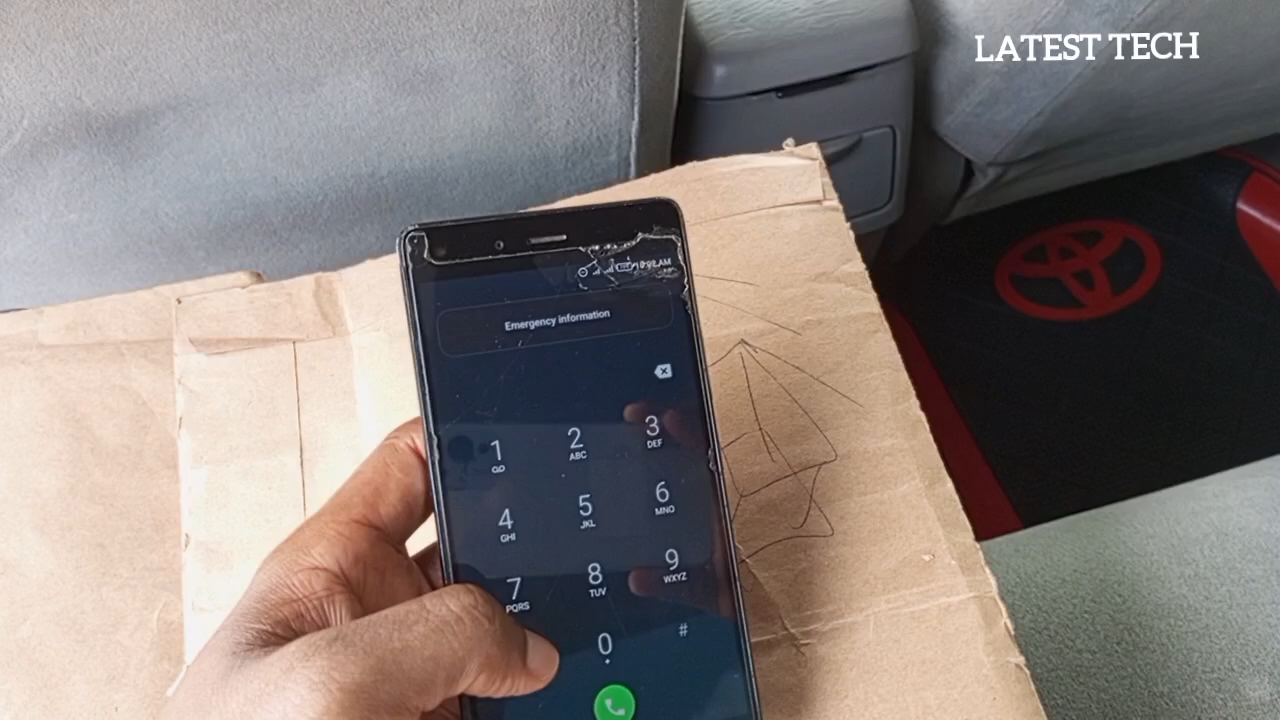 LATEST TECH
Emergency information
1
2
ABC
3
DEF
4
GHI
5
JKL
6
MNO
7
PQRS
8
TUV
9
WXYZ
0
+
#